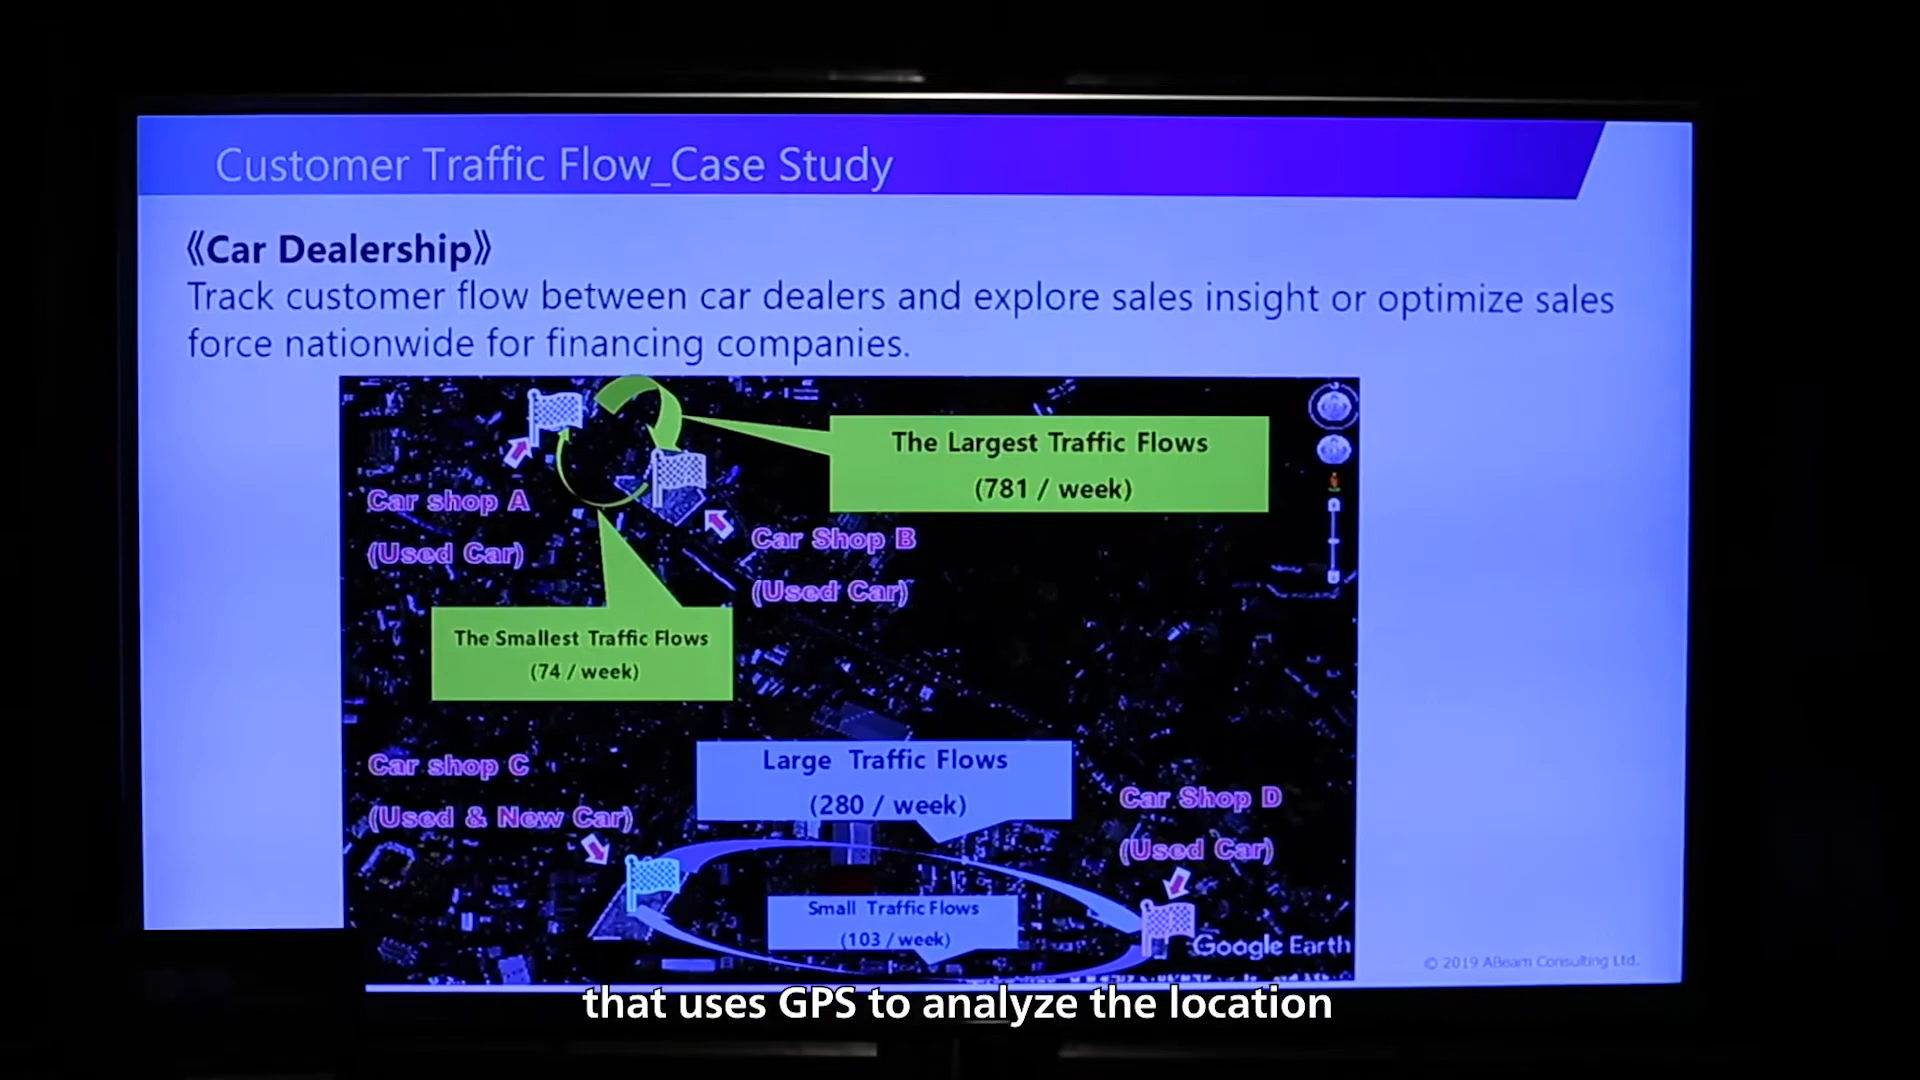 Customer Traffic Flow_Case Study
《Car Dealership》
Track customer flow between car dealers and explore sales insight or optimize sales
force nationwide for financing companies.
The Largest Traffic Flows
(781 / week)
Car shop A
(Used Car)
Car Shop B
(Used Car)
The Smallest Traffic Flows
(74 / week)
Car shop C
(Used & New Car)
Large Traffic Flows
(280 / week)
Car Shop D
(Used Car)
Small Traffic Flows
(103 / week)
Google Earth
© 2019 ABeam Consulting Ltd.
that uses GPS to analyze the location